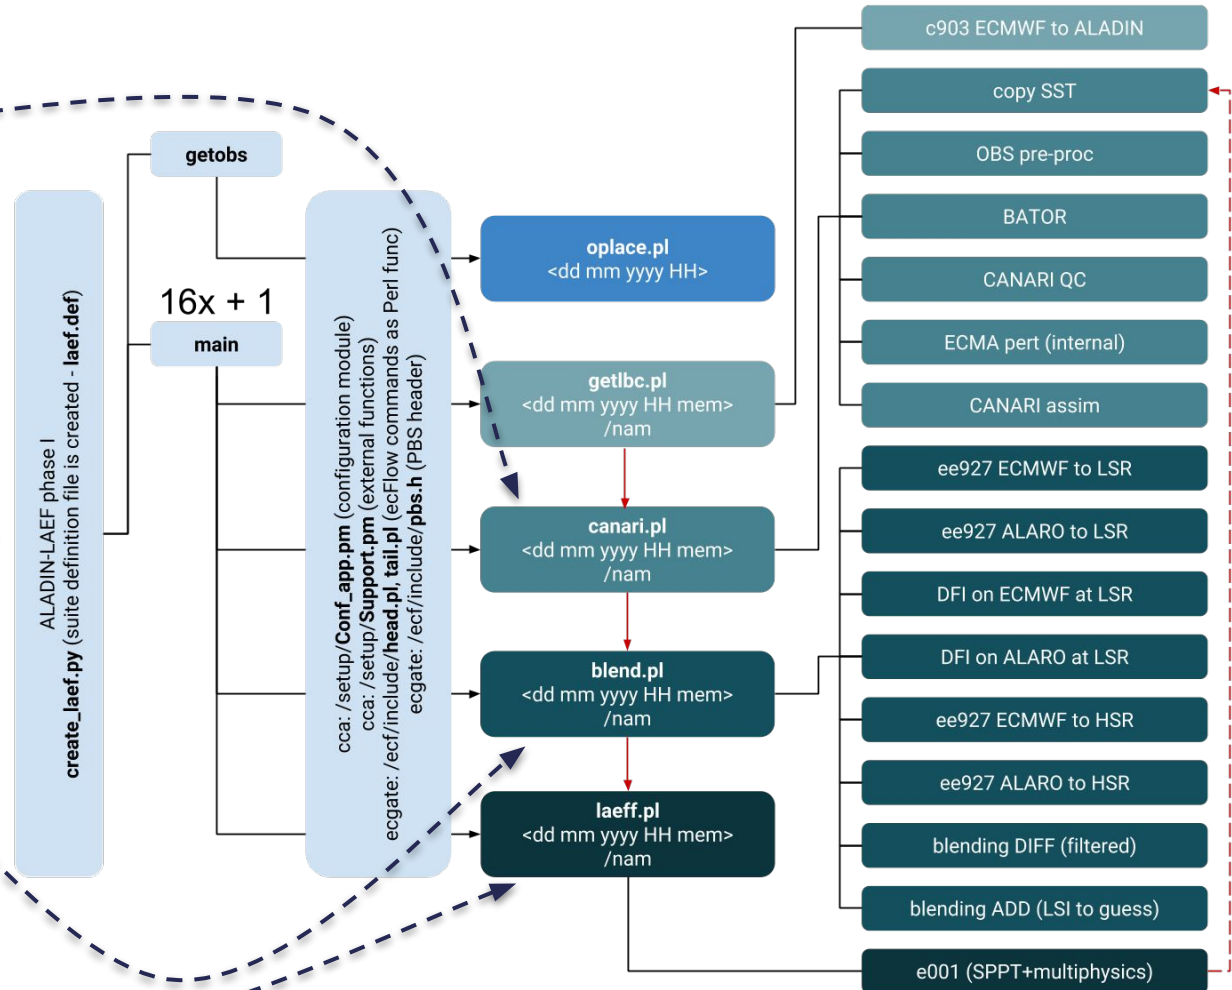 ALADIN-LAEF phase I
create_laef.py (suite definition file is created - laef.def)
getobs
16x + 1
main
cca: /setup/Conf_app.pm (configuration module)
cca: /setup/Support.pm (external functions)
ecgate: /ecf/include/head.pl, tail.pl (ecFlow commands as Perl func)
ecgate: /ecf/include/pbs.h (PBS header)
oplace.pl
<dd mm yyyy HH>
getlbc.pl
<dd mm yyyy HH mem>
/nam
canari.pl
<dd mm yyyy HH mem>
/nam
blend.pl
<dd mm yyyy HH mem>
/nam
laeff.pl
<dd mm yyyy HH mem>
/nam
c903 ECMWF to ALADIN
copy SST
OBS pre-proc
BATOR
CANARI QC
ECMA pert (internal)
CANARI assim
ee927 ECMWF to LSR
ee927 ALARO to LSR
DFI on ECMWF at LSR
DFI on ALARO at LSR
ee927 ECMWF to HSR
ee927 ALARO to HSR
blending DIFF (filtered)
blending ADD (LSI to guess)
e001 (SPPT+multiphysics)